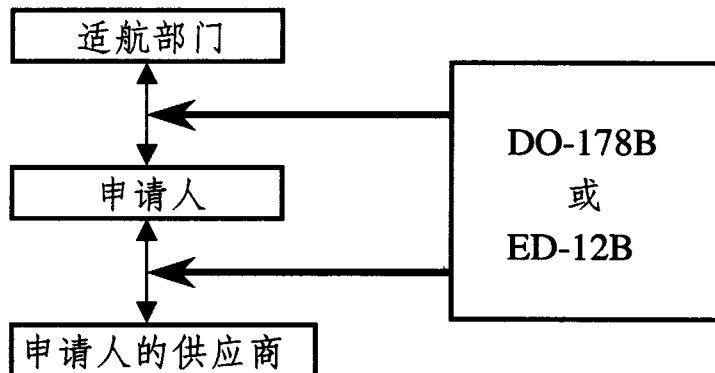 适航部门
申请人
申请人的供应商
DO-178B
或
ED-12B